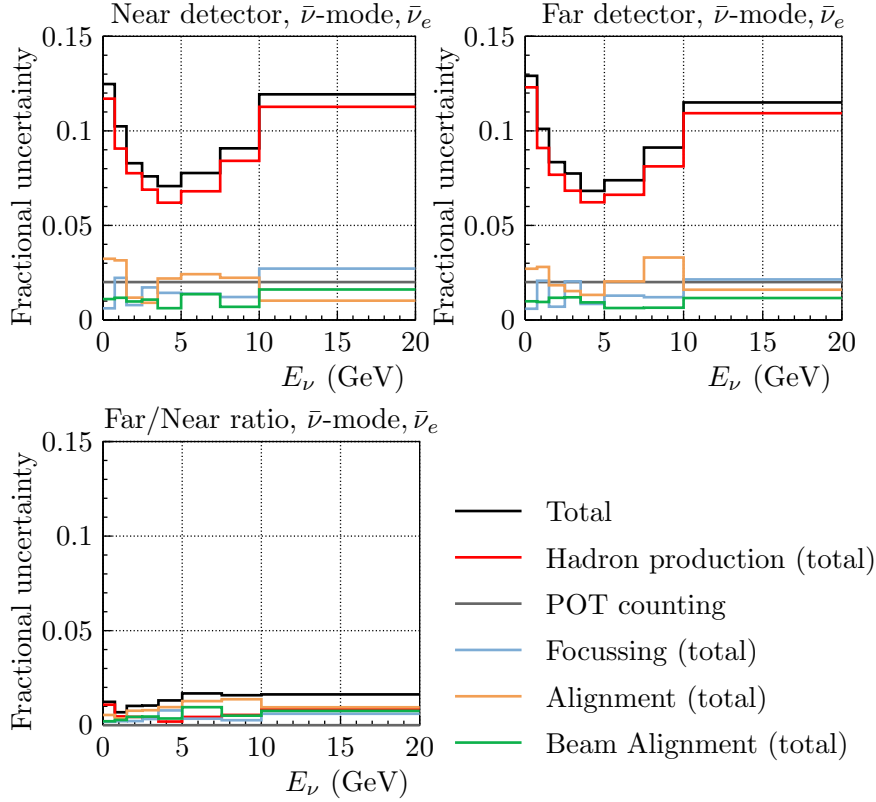 Near detector, ν̄-mode, ν̄ₑ
Fractional uncertainty
0.15
0.1
0.05
0
0 5 10 15 20
E_ν (GeV)
Far detector, ν̄-mode, ν̄ₑ
Fractional uncertainty
0.15
0.1
0.05
0
0 5 10 15 20
E_ν (GeV)
Far/Near ratio, ν̄-mode, ν̄ₑ
Fractional uncertainty
0.15
0.1
0.05
0
0 5 10 15 20
E_ν (GeV)
Total
Hadron production (total)
POT counting
Focussing (total)
Alignment (total)
Beam Alignment (total)